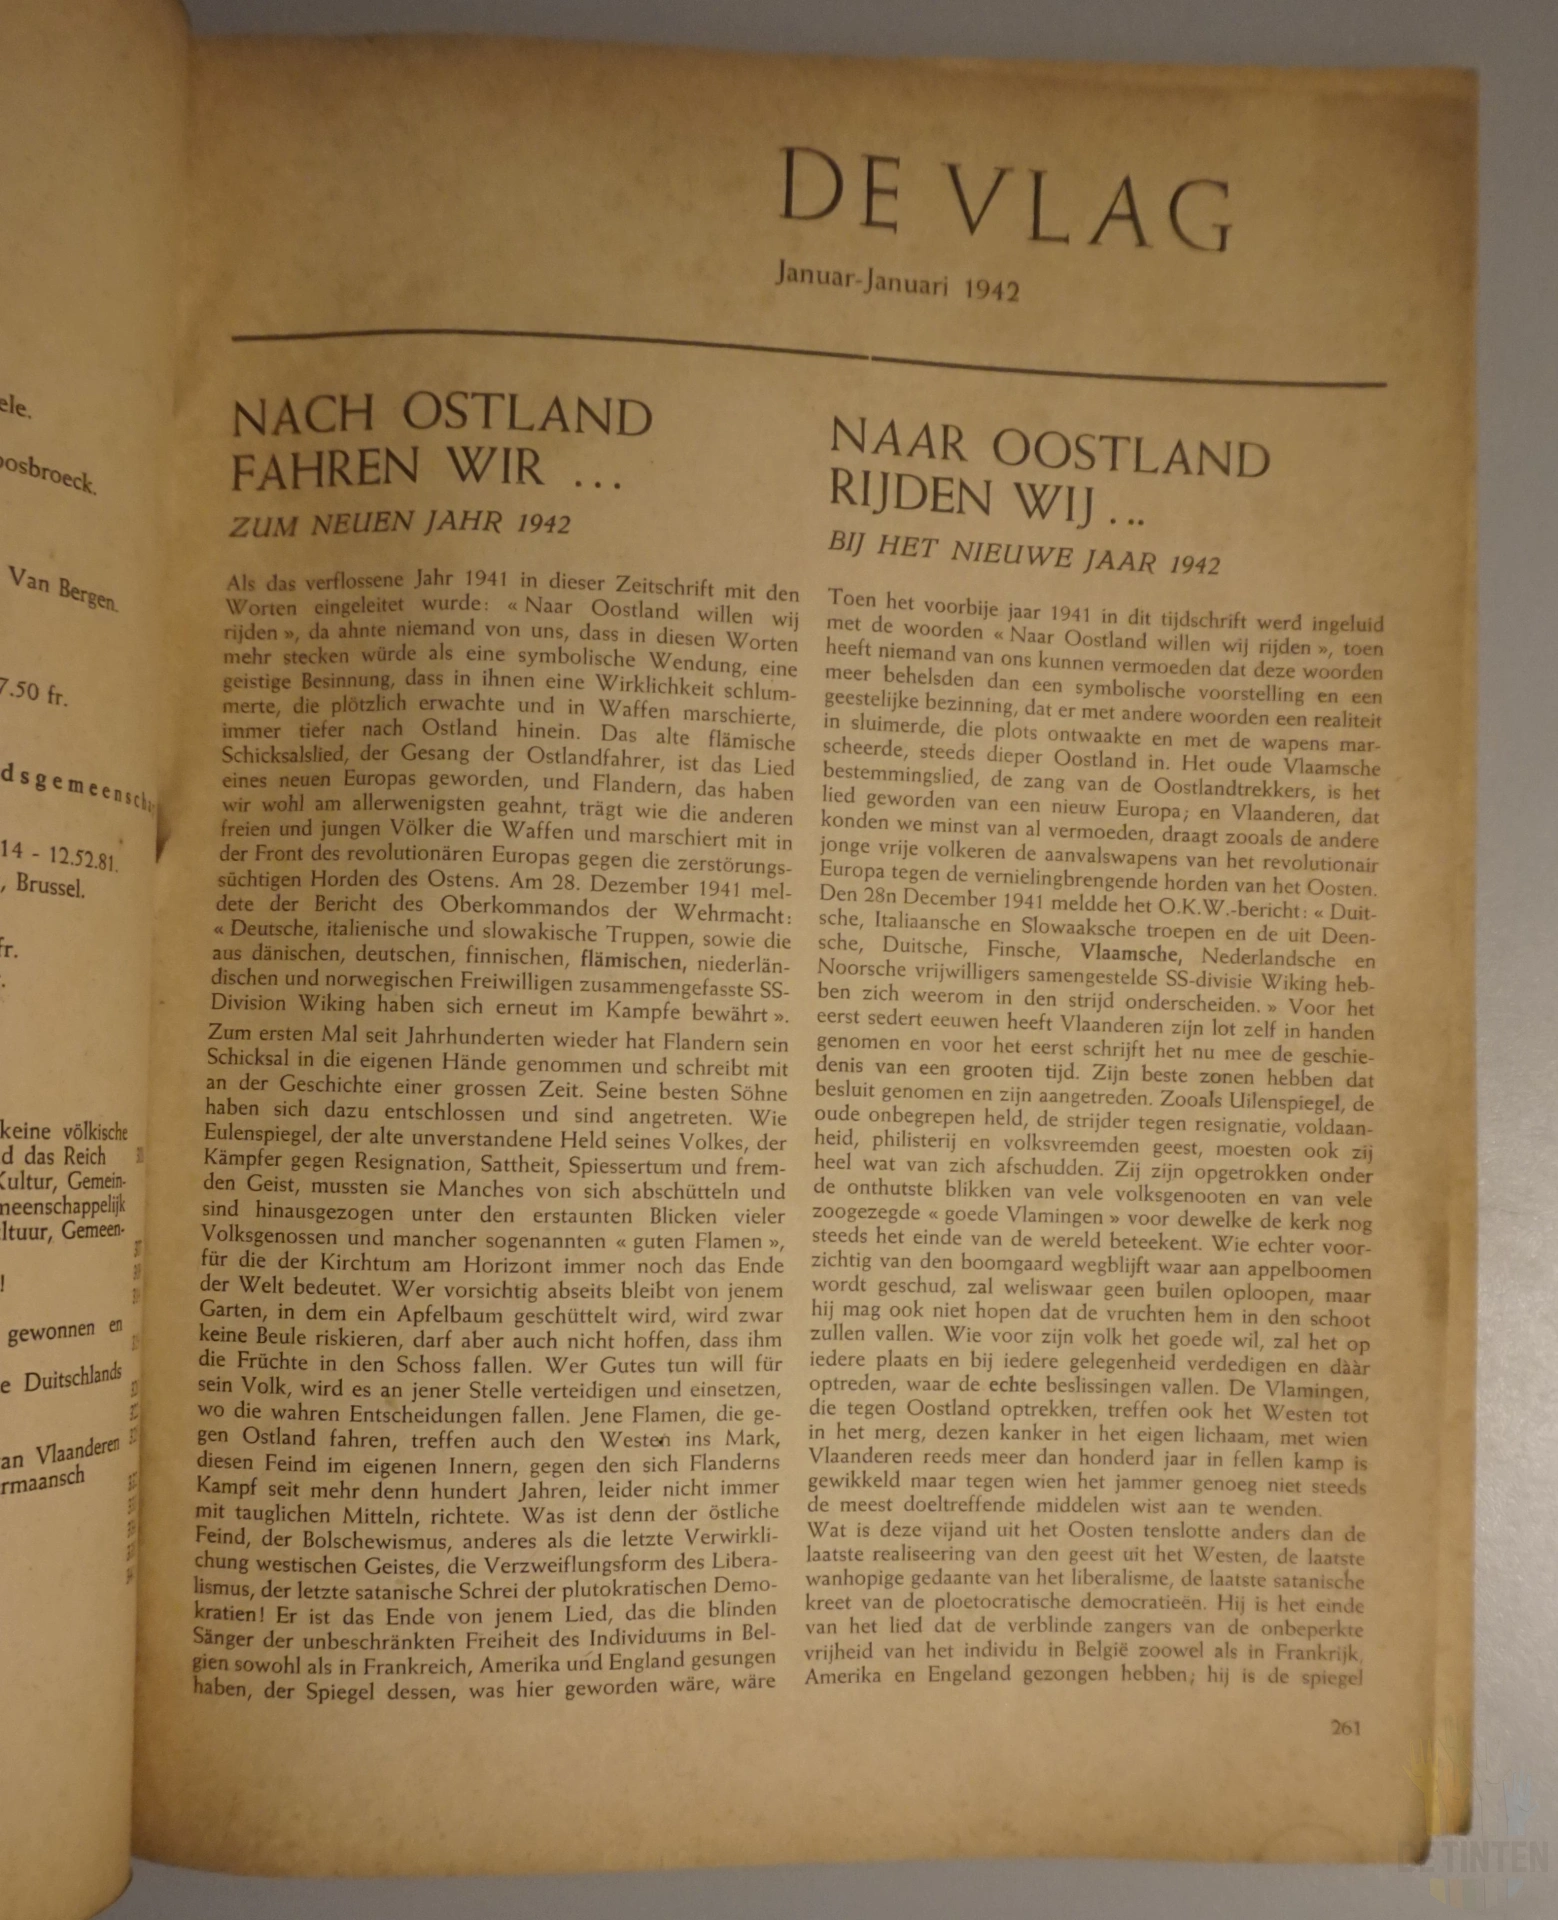 ele.
oosbroeck.
Van Bergen.
7.50 fr.
dsgemeenscha
14 - 12.52.81.
, Brussel.
fr.
keine völkische
d das Reich
Kultur, Gemein-
meenschappelijk
ltuur, Gemeen-
!
gewonnen en
e Duitschlands
an Vlaanderen
rmaansch
DE VLAG
Januar-Januari 1942
NACH OSTLAND
FAHREN WIR ...
ZUM NEUEN JAHR 1942
Als das verflossene Jahr 1941 in dieser Zeitschrift mit den
Worten eingeleitet wurde: « Naar Oostland willen wij
rijden », da ahnte niemand von uns, dass in diesen Worten
mehr stecken würde als eine symbolische Wendung, eine
geistige Besinnung, dass in ihnen eine Wirklichkeit schlum-
merte, die plötzlich erwachte und in Waffen marschierte,
immer tiefer nach Ostland hinein. Das alte flämische
Schicksalslied, der Gesang der Ostlandfahrer, ist das Lied
eines neuen Europas geworden, und Flandern, das haben
wir wohl am allerwenigsten geahnt, trägt wie die anderen
freien und jungen Völker die Waffen und marschiert mit in
der Front des revolutionären Europas gegen die zerstörungs-
süchtigen Horden des Ostens. Am 28. Dezember 1941 mel-
dete der Bericht des Oberkommandos der Wehrmacht:
« Deutsche, italienische und slowakische Truppen, sowie die
aus dänischen, deutschen, finnischen, flämischen, niederlän-
dischen und norwegischen Freiwilligen zusammengefasste SS-
Division Wiking haben sich erneut im Kampfe bewährt ».
Zum ersten Mal seit Jahrhunderten wieder hat Flandern sein
Schicksal in die eigenen Hände genommen und schreibt mit
an der Geschichte einer grossen Zeit. Seine besten Söhne
haben sich dazu entschlossen und sind angetreten. Wie
Eulenspiegel, der alte unverstandene Held seines Volkes, der
Kämpfer gegen Resignation, Sattheit, Spiessertum und frem-
den Geist, mussten sie Manches von sich abschütteln und
sind hinausgezogen unter den erstaunten Blicken vieler
Volksgenossen und mancher sogenannten « guten Flamen »,
für die der Kirchtum am Horizont immer noch das Ende
der Welt bedeutet. Wer vorsichtig abseits bleibt von jenem
Garten, in dem ein Apfelbaum geschüttelt wird, wird zwar
keine Beule riskieren, darf aber auch nicht hoffen, dass ihm
die Früchte in den Schoss fallen. Wer Gutes tun will für
sein Volk, wird es an jener Stelle verteidigen und einsetzen,
wo die wahren Entscheidungen fallen. Jene Flamen, die ge-
gen Ostland fahren, treffen auch den Westen ins Mark,
diesen Feind im eigenen Innern, gegen den sich Flanderns
Kampf seit mehr denn hundert Jahren, leider nicht immer
mit tauglichen Mitteln, richtete. Was ist denn der östliche
Feind, der Bolschewismus, anderes als die letzte Verwirkli-
chung westischen Geistes, die Verzweiflungsform des Libera-
lismus, der letzte satanische Schrei der plutokratischen Demo-
kratien! Er ist das Ende von jenem Lied, das die blinden
Sänger der unbeschränkten Freiheit des Individuums in Bel-
gien sowohl als in Frankreich, Amerika und England gesungen
haben, der Spiegel dessen, was hier geworden wäre, wäre
NAAR OOSTLAND
RIJDEN WIJ ...
BIJ HET NIEUWE JAAR 1942
Toen het voorbije jaar 1941 in dit tijdschrift werd ingeluid
met de woorden « Naar Oostland willen wij rijden », toen
heeft niemand van ons kunnen vermoeden dat deze woorden
meer behelsden dan een symbolische voorstelling en een
geestelijke bezinning, dat er met andere woorden een realiteit
in sluimerde, die plots ontwaakte en met de wapens mar-
scheerde, steeds dieper Oostland in. Het oude Vlaamsche
bestemmingslied, de zang van de Oostlandtrekkers, is het
lied geworden van een nieuw Europa; en Vlaanderen, dat
konden we minst van al vermoeden, draagt zooals de andere
jonge vrije volkeren de aanvalswapens van het revolutionair
Europa tegen de vernielingbrengende horden van het Oosten.
Den 28n December 1941 meldde het O.K.W.-bericht: « Duit-
sche, Italiaansche en Slowaaksche troepen en de uit Deen-
sche, Duitsche, Finsche, Vlaamsche, Nederlandsche en
Noorsche vrijwilligers samengestelde SS-divisie Wiking heb-
ben zich weerom in den strijd onderscheiden. » Voor het
eerst sedert eeuwen heeft Vlaanderen zijn lot zelf in handen
genomen en voor het eerst schrijft het nu mee de geschie-
denis van een grooten tijd. Zijn beste zonen hebben dat
besluit genomen en zijn aangetreden. Zooals Uilenspiegel, de
oude onbegrepen held, de strijder tegen resignatie, voldaan-
heid, philisterij en volksvreemden geest, moesten ook zij
heel wat van zich afschudden. Zij zijn opgetrokken onder
de onthutste blikken van vele volksgenooten en van vele
zoogezegde « goede Vlamingen » voor dewelke de kerk nog
steeds het einde van de wereld beteekent. Wie echter voor-
zichtig van den boomgaard wegblijft waar aan appelboomen
wordt geschud, zal weliswaar geen builen oploopen, maar
hij mag ook niet hopen dat de vruchten hem in den schoot
zullen vallen. Wie voor zijn volk het goede wil, zal het op
iedere plaats en bij iedere gelegenheid verdedigen en dààr
optreden, waar de echte beslissingen vallen. De Vlamingen,
die tegen Oostland optrekken, treffen ook het Westen tot
in het merg, dezen kanker in het eigen lichaam, met wien
Vlaanderen reeds meer dan honderd jaar in fellen kamp is
gewikkeld maar tegen wien het jammer genoeg niet steeds
de meest doeltreffende middelen wist aan te wenden.
Wat is deze vijand uit het Oosten tenslotte anders dan de
laatste realiseering van den geest uit het Westen, de laatste
wanhopige gedaante van het liberalisme, de laatste satanische
kreet van de ploetocratische democratieën. Hij is het einde
van het lied dat de verblinde zangers van de onbeperkte
vrijheid van het individu in België zoowel als in Frankrijk,
Amerika en Engeland gezongen hebben; hij is de spiegel
261
DE TINTEN